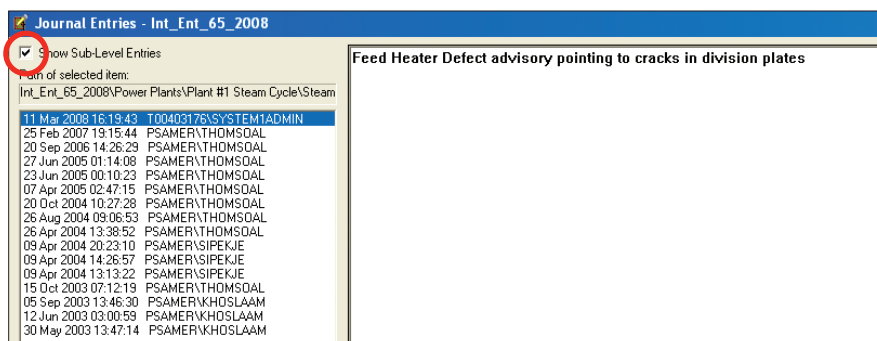 Journal Entries - Int_Ent_65_2008
Show Sub-Level Entries
Path of selected item:
Int_Ent_65_2008\Power Plants\Plant #1 Steam Cycle\Steam
11 Mar 2008 16:19:43 T00403176\SYSTEM1ADMIN
25 Feb 2007 19:15:44 PSAMER\THOMSOAL
20 Sep 2006 14:26:29 PSAMER\THOMSOAL
27 Jun 2005 01:14:08 PSAMER\THOMSOAL
23 Jun 2005 00:10:23 PSAMER\THOMSOAL
07 Apr 2005 02:47:15 PSAMER\THOMSOAL
20 Oct 2004 10:27:28 PSAMER\THOMSOAL
26 Aug 2004 09:06:53 PSAMER\THOMSOAL
26 Apr 2004 13:38:52 PSAMER\THOMSOAL
09 Apr 2004 20:23:10 PSAMER\SIPEKJE
09 Apr 2004 14:26:57 PSAMER\SIPEKJE
09 Apr 2004 13:13:22 PSAMER\SIPEKJE
15 Oct 2003 07:12:19 PSAMER\THOMSOAL
05 Sep 2003 13:46:30 PSAMER\KHOSLAAM
12 Jun 2003 03:00:59 PSAMER\KHOSLAAM
30 May 2003 13:47:14 PSAMER\KHOSLAAM
Feed Heater Defect advisory pointing to cracks in division plates